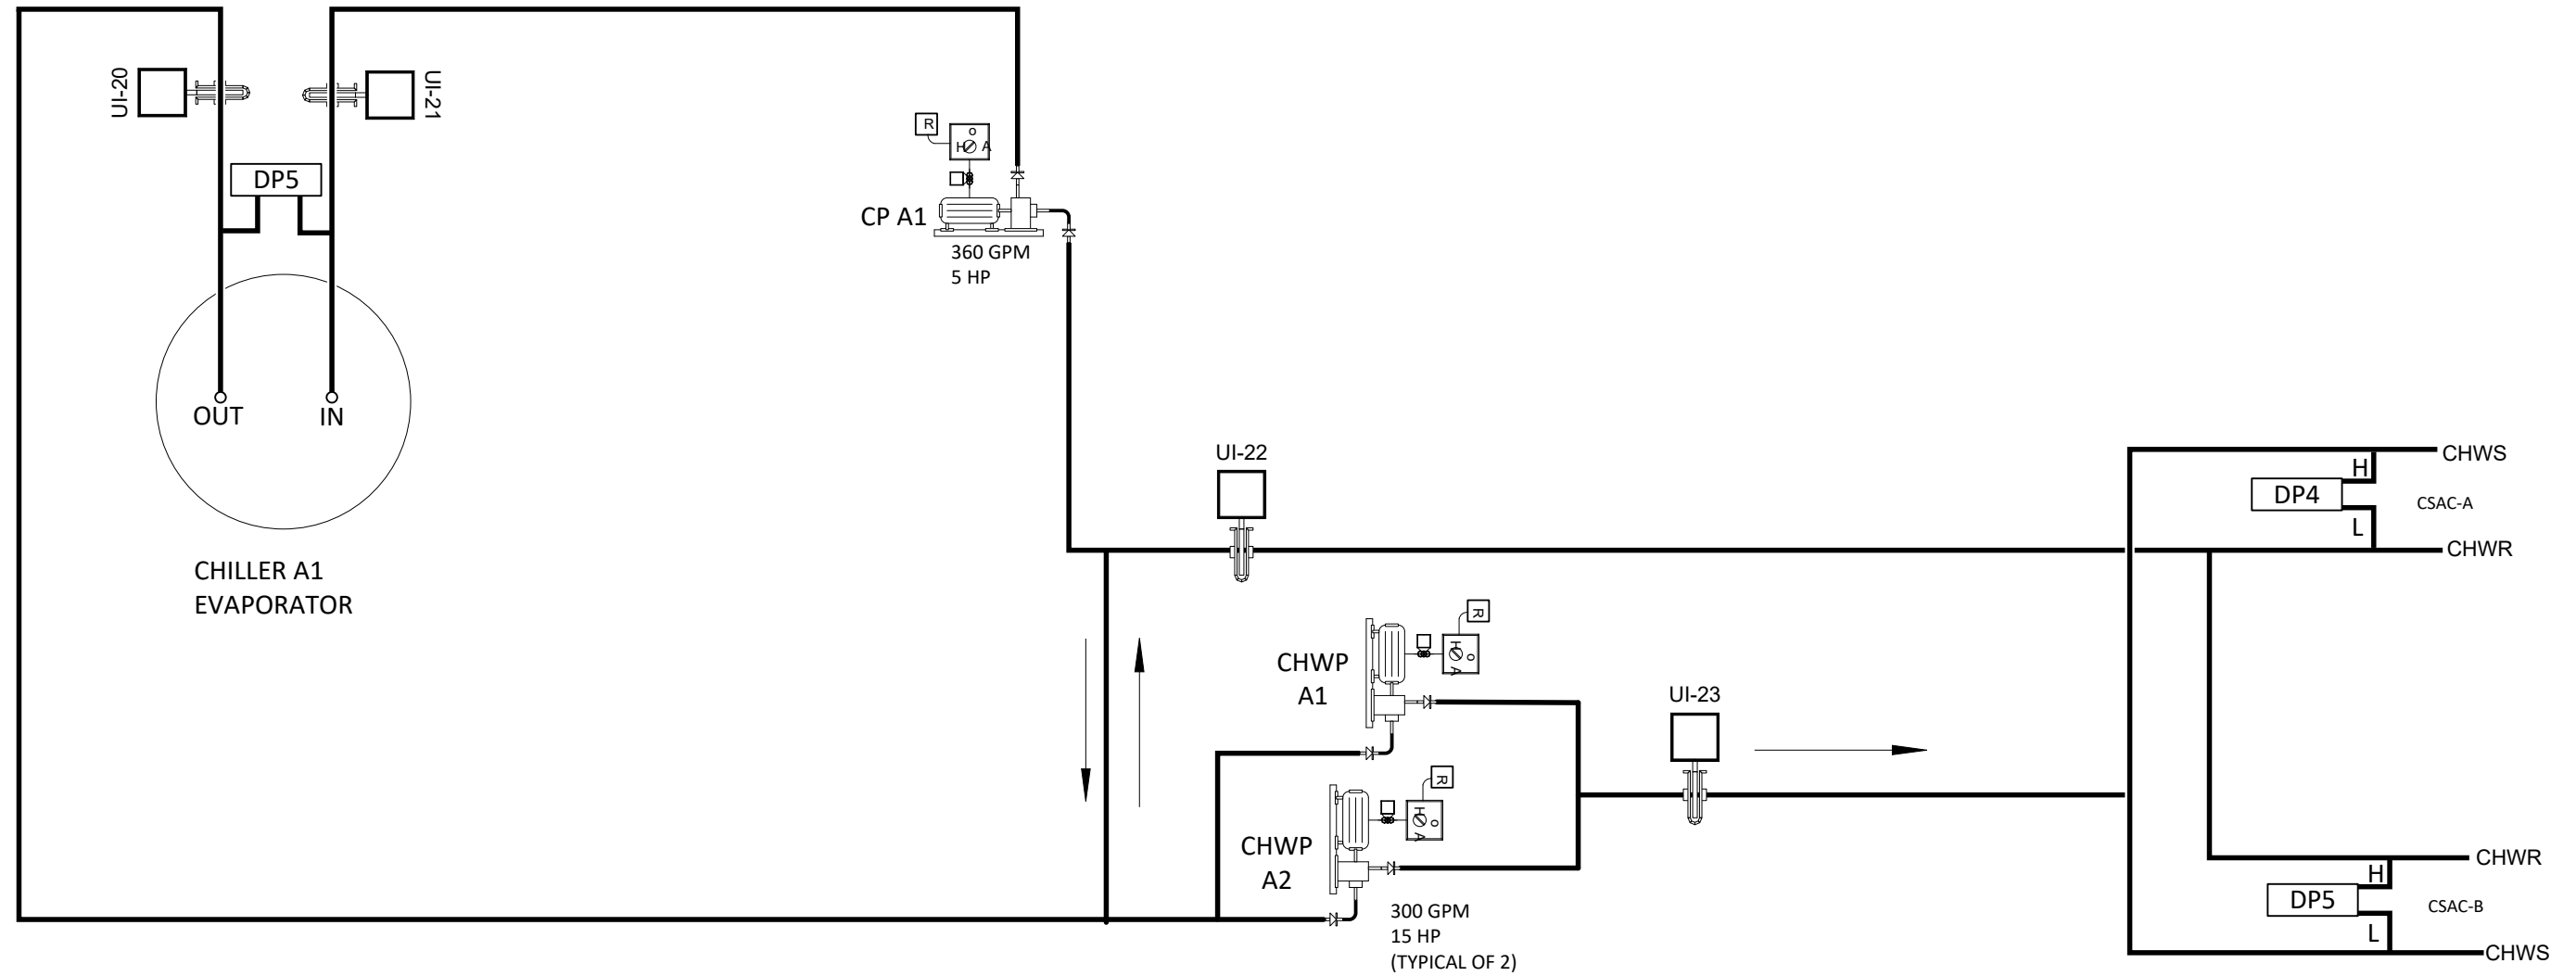 UI-20
UI-21
DP5
OUT
IN
CHILLER A1
EVAPORATOR
R
O
H
A
CP A1
360 GPM
5 HP
UI-22
CHWS
H
DP4
CSAC-A
L
CHWR
R
H
O
A
CHWP
A1
UI-23
R
H
O
A
CHWP
A2
300 GPM
15 HP
(TYPICAL OF 2)
CHWR
H
DP5
CSAC-B
L
CHWS